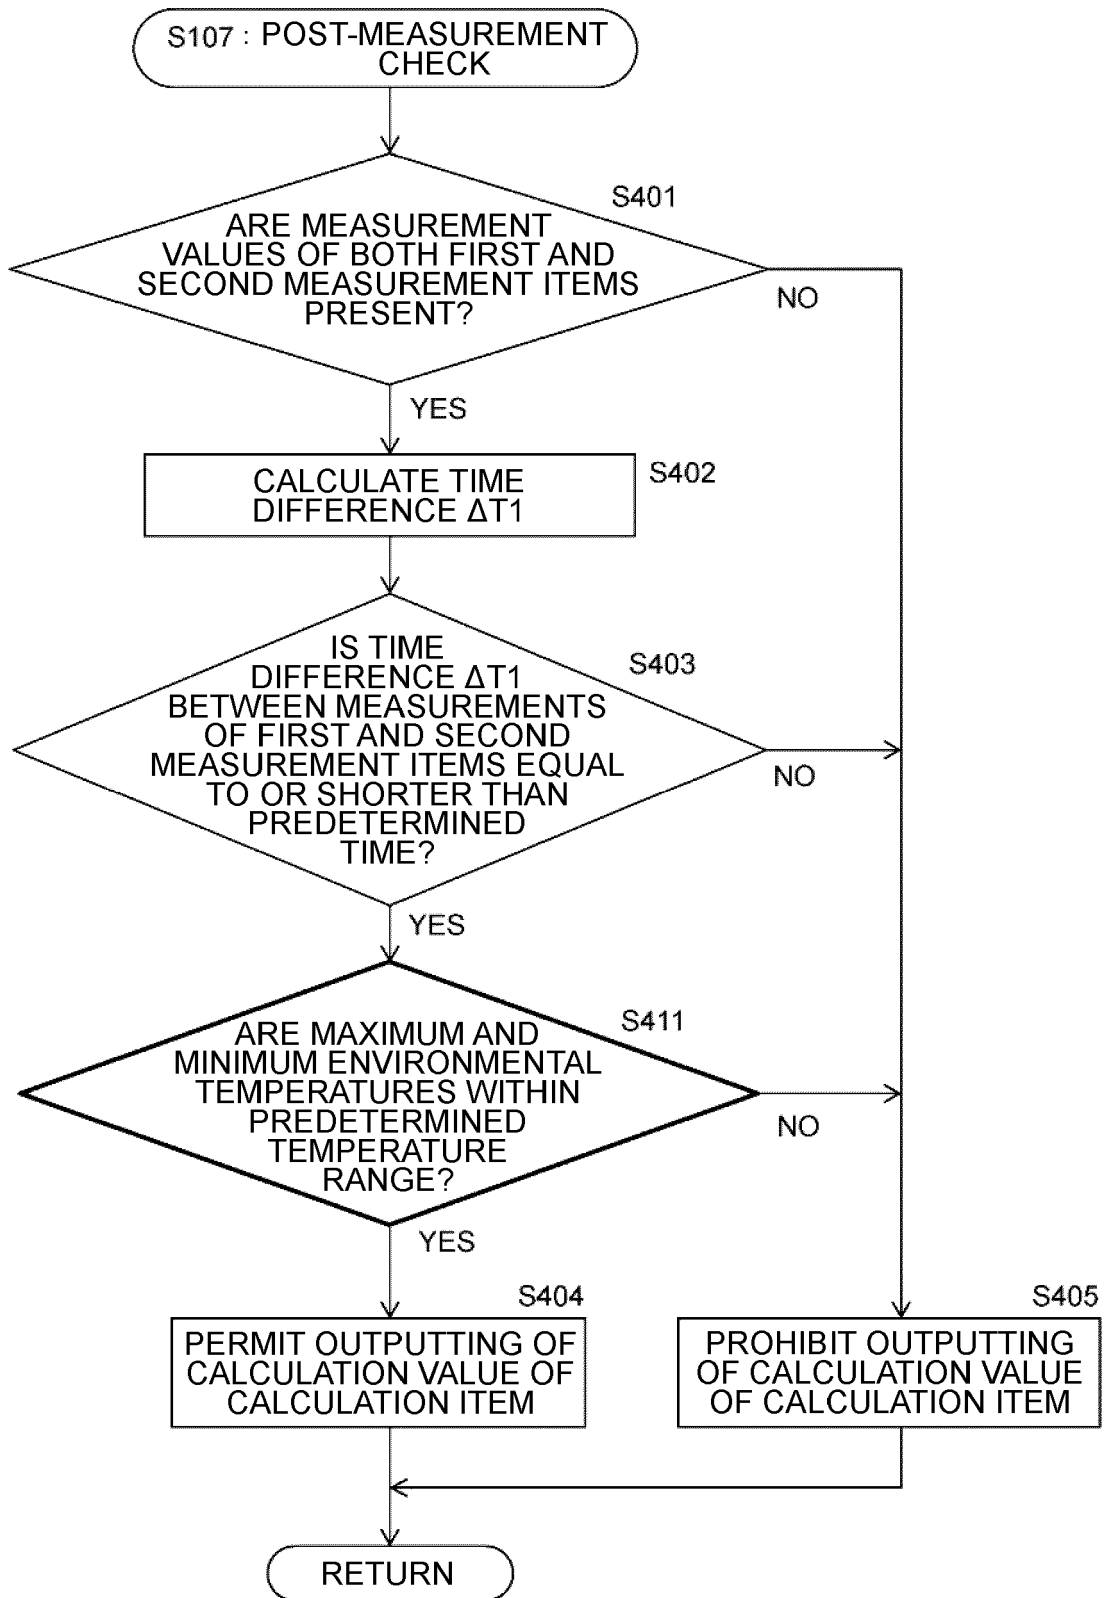 S107 : POST-MEASUREMENT
CHECK
S401
ARE MEASUREMENT
VALUES OF BOTH FIRST AND
SECOND MEASUREMENT ITEMS
PRESENT?
NO
YES
S402
CALCULATE TIME
DIFFERENCE ΔT1
S403
IS TIME
DIFFERENCE ΔT1
BETWEEN MEASUREMENTS
OF FIRST AND SECOND
MEASUREMENT ITEMS EQUAL
TO OR SHORTER THAN
PREDETERMINED
TIME?
NO
YES
S411
ARE MAXIMUM AND
MINIMUM ENVIRONMENTAL
TEMPERATURES WITHIN
PREDETERMINED
TEMPERATURE
RANGE?
NO
YES
S404
PERMIT OUTPUTTING OF
CALCULATION VALUE OF
CALCULATION ITEM
S405
PROHIBIT OUTPUTTING
OF CALCULATION VALUE
OF CALCULATION ITEM
RETURN